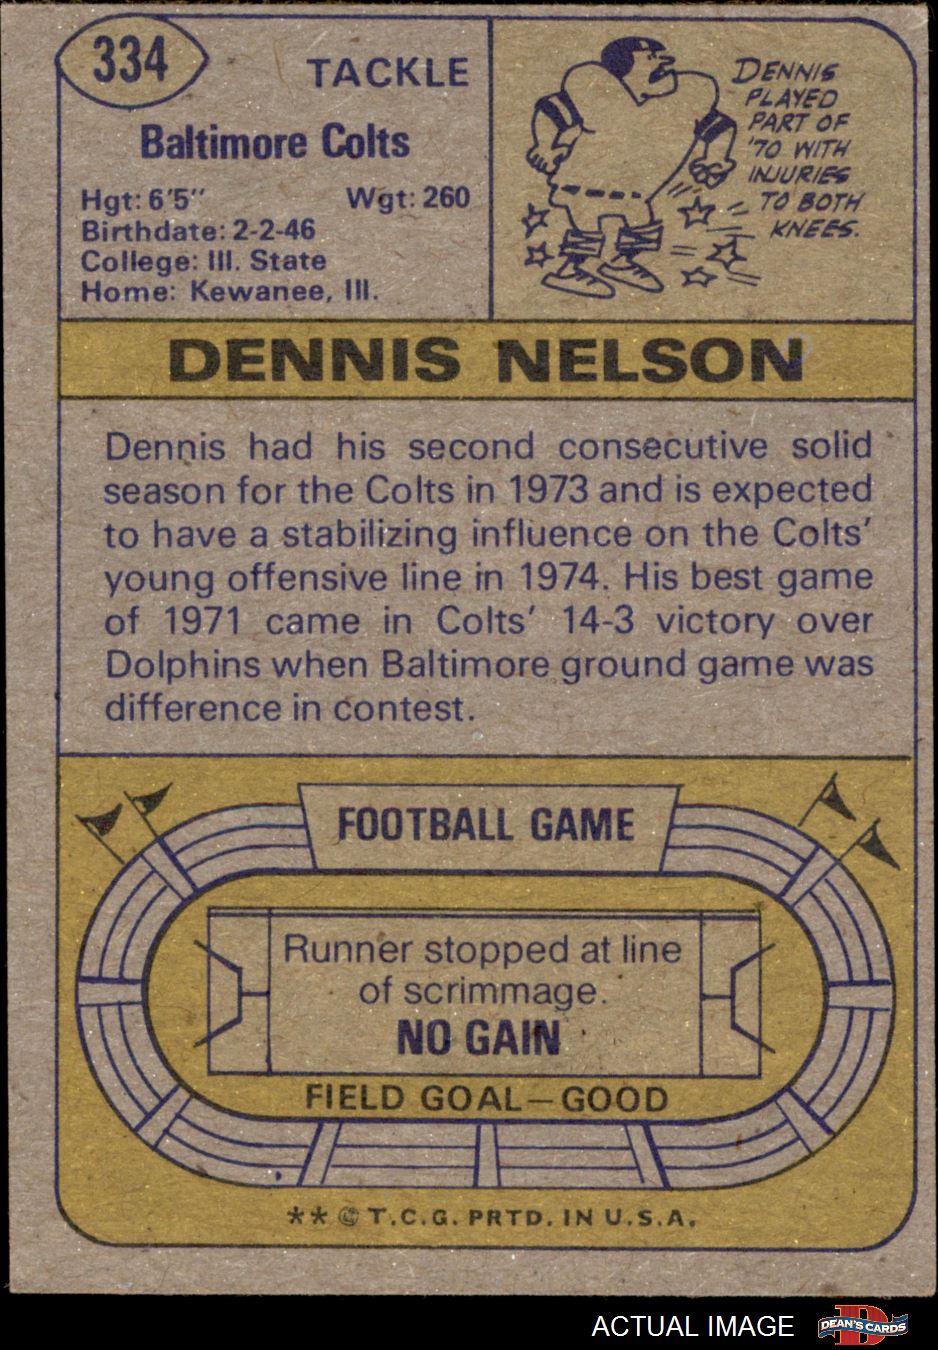 334
TACKLE
Baltimore Colts
Hgt: 6'5" Wgt: 260
Birthdate: 2-2-46
College: Ill. State
Home: Kewanee, Ill.
DENNIS
PLAYED
PART OF
'70 WITH
INJURIES
TO BOTH
KNEES.
DENNIS NELSON
Dennis had his second consecutive solid
season for the Colts in 1973 and is expected
to have a stabilizing influence on the Colts'
young offensive line in 1974. His best game
of 1971 came in Colts' 14-3 victory over
Dolphins when Baltimore ground game was
difference in contest.
FOOTBALL GAME
Runner stopped at line
of scrimmage.
NO GAIN
FIELD GOAL—GOOD
** © T.C.G. PRTD. IN U.S.A.
ACTUAL IMAGE
DEAN'S CARDS